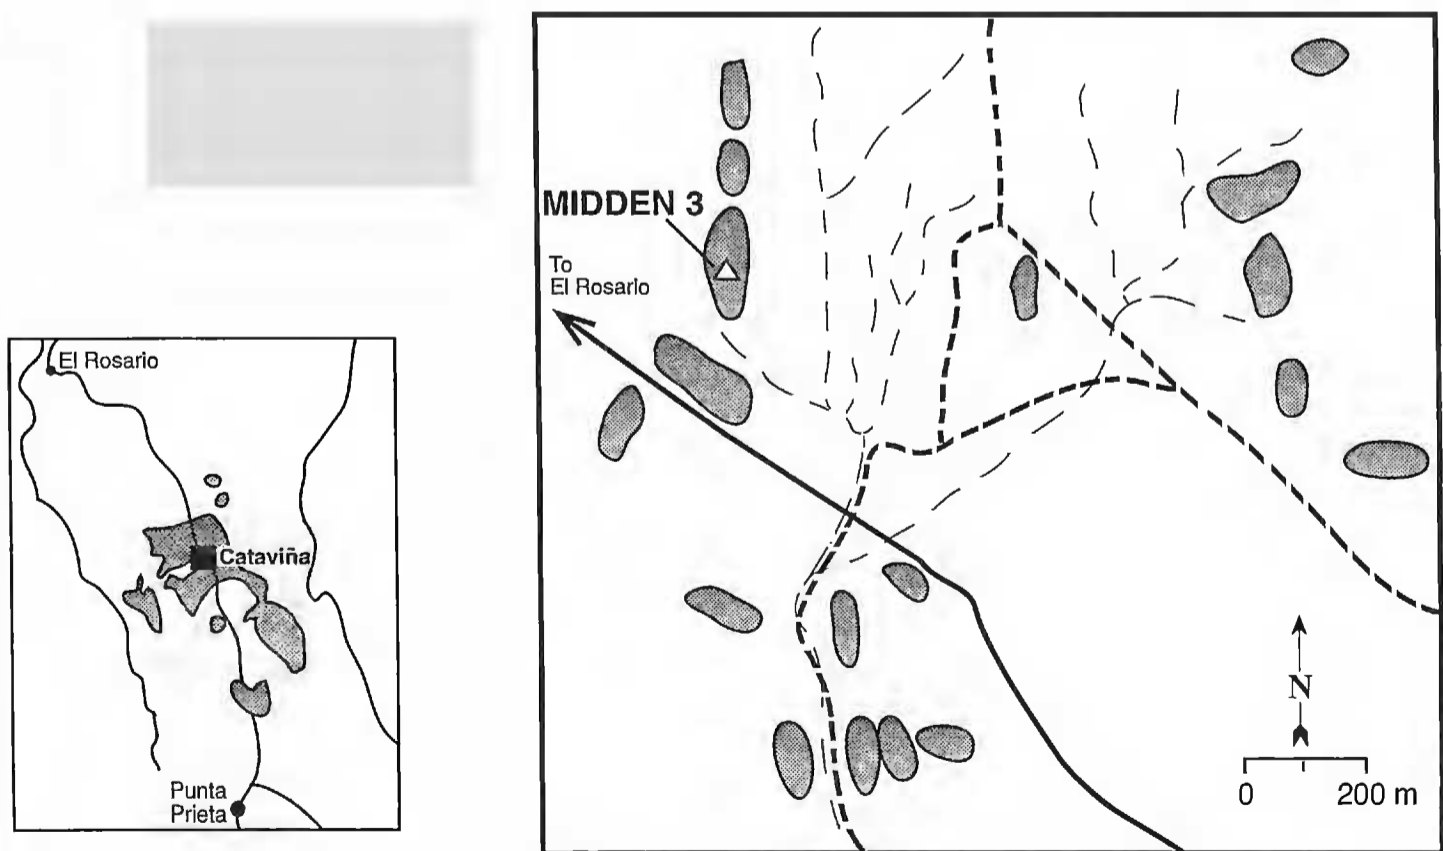 MIDDEN 3
To
El Rosario
N
0 200 m
El Rosario
Cataviña
Punta
Prieta